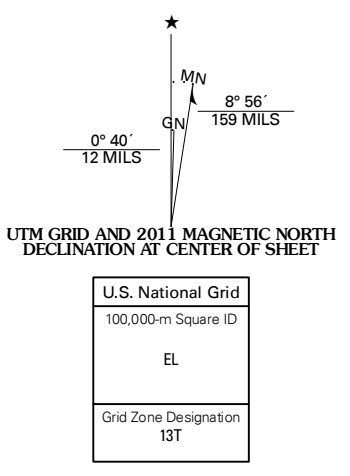 ★
MN
GN
8° 56´
159 MILS
0° 40´
12 MILS
UTM GRID AND 2011 MAGNETIC NORTH
DECLINATION AT CENTER OF SHEET
U.S. National Grid
100,000-m Square ID
EL
Grid Zone Designation
13T